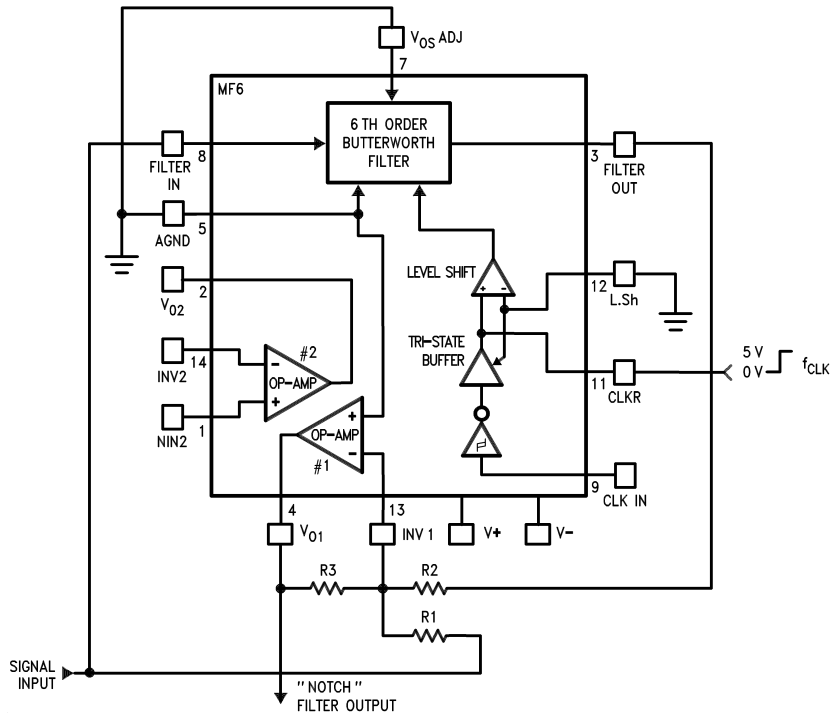 V_OS ADJ
7
MF6
6 TH ORDER
BUTTERWORTH
FILTER
8
FILTER
IN
3
FILTER
OUT
5
AGND
2
V_O2
LEVEL SHIFT
+ -
12
L.Sh
TRI-STATE
BUFFER
14
INV2
#2
-
OP-AMP
+
1
NIN2
5 V
0 V
f_CLK
11
CLKR
+
OP-AMP
-
#1
9
CLK IN
4
V_O1
13
INV 1
V+
V-
R3
R2
R1
SIGNAL
INPUT
"NOTCH"
FILTER OUTPUT